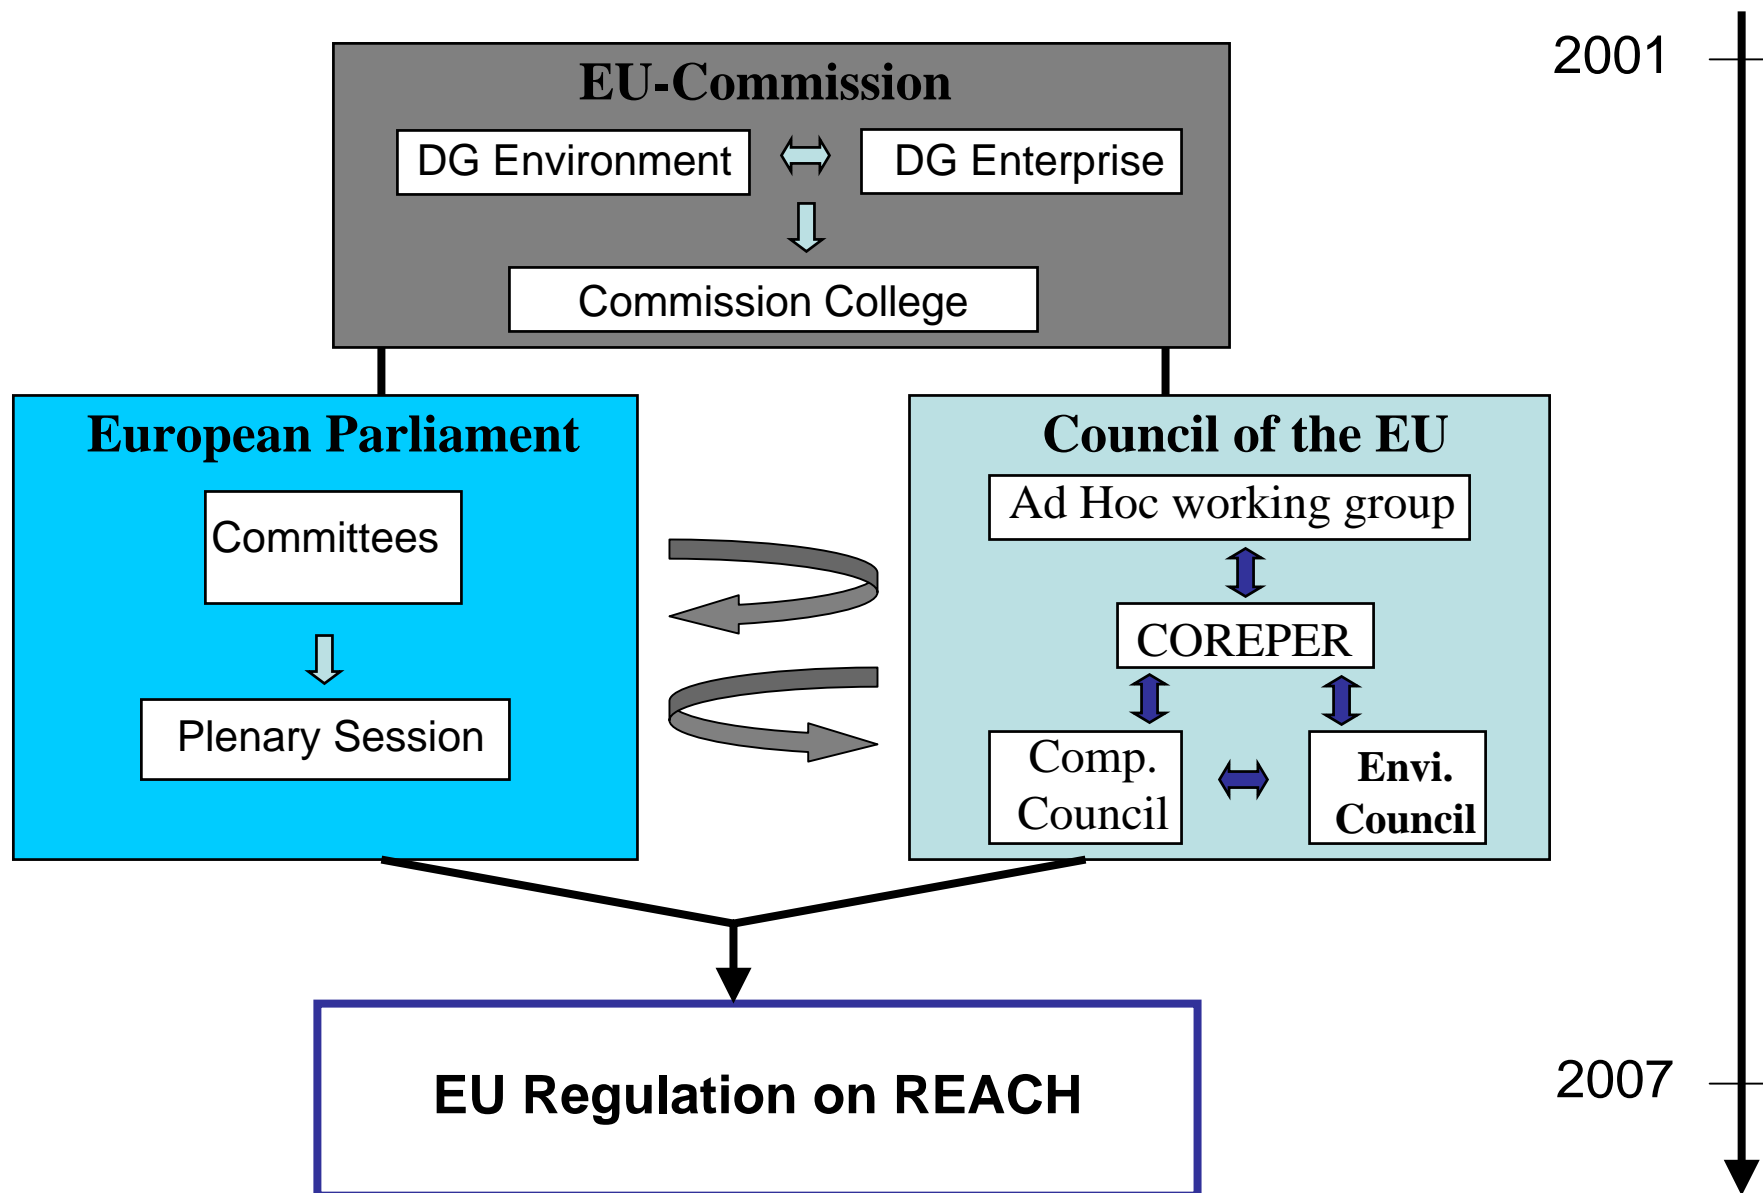 2001
EU-Commission
DG Environment
DG Enterprise
Commission College
European Parliament
Committees
Plenary Session
Council of the EU
Ad Hoc working group
COREPER
Comp.
Council
Envi.
Council
EU Regulation on REACH
2007